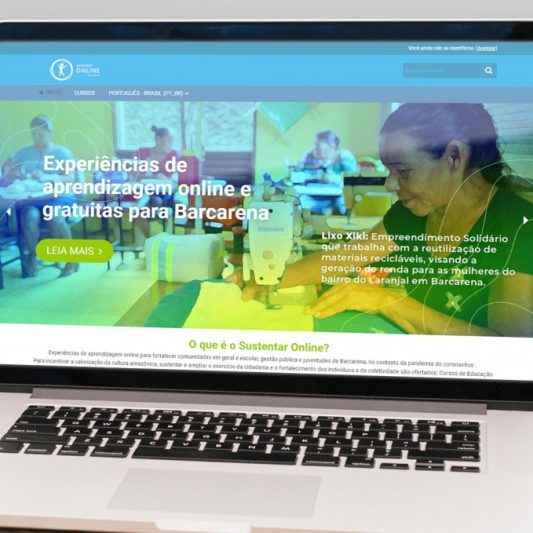 Você ainda não se identificou. (Acessar)
ONLINE
INÍCIO
CURSOS
PORTUGUÊS - BRASIL (PT_BR)
Experiências de
aprendizagem online e
gratuitas para Barcarena
LEIA MAIS
Lixo Xiki: Empreendimento Solidário
que trabalha com a reutilização de
materiais recicláveis, visando a
geração de renda para as mulheres do
bairro do Laranjal em Barcarena.
O que é o Sustentar Online?
Experiências de aprendizagem online para fortalecer comunidades em geral e escolar, gestão pública e juventudes de Barcarena, no contexto da pandemia do coronavírus.
Para incentivar a valorização da cultura amazônica, sustentar e ampliar o exercício da cidadania e o fortalecimento dos indivíduos e da coletividade são ofertados: Cursos de Educação